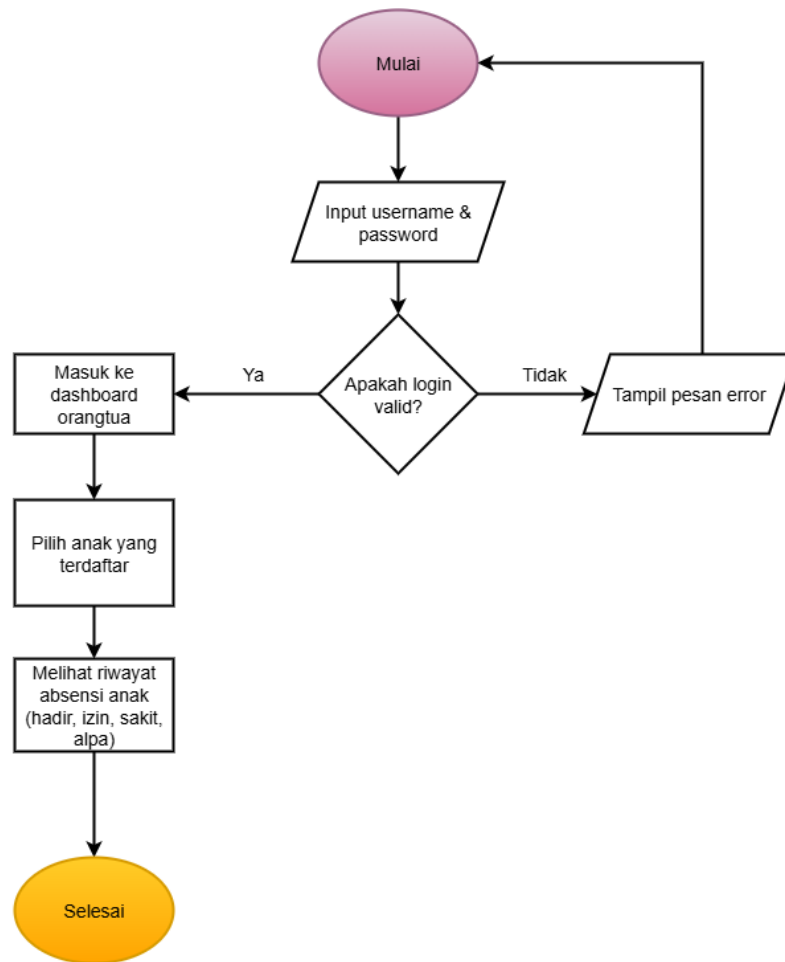 Mulai
Input username &
password
Apakah login
valid?
Ya
Tidak
Masuk ke
dashboard
orangtua
Tampil pesan error
Pilih anak yang
terdaftar
Melihat riwayat
absensi anak
(hadir, izin, sakit,
alpa)
Selesai